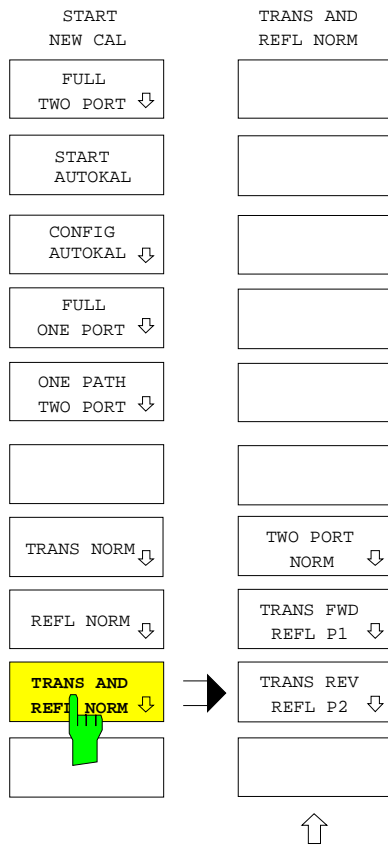 START
NEW CAL
FULL
TWO PORT
START
AUTOKAL
CONFIG
AUTOKAL
FULL
ONE PORT
ONE PATH
TWO PORT
TRANS NORM
REFL NORM
TRANS AND
REFL NORM
TRANS AND
REFL NORM
TWO PORT
NORM
TRANS FWD
REFL P1
TRANS REV
REFL P2